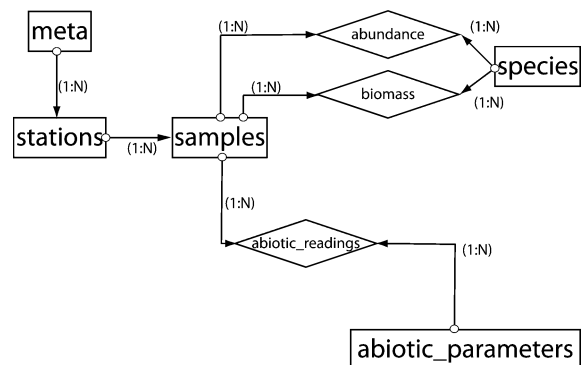 meta
(1:N)
abundance
(1:N)
(1:N)
species
(1:N)
biomass
(1:N)
stations
(1:N)
samples
(1:N)
abiotic_readings
(1:N)
abiotic_parameters